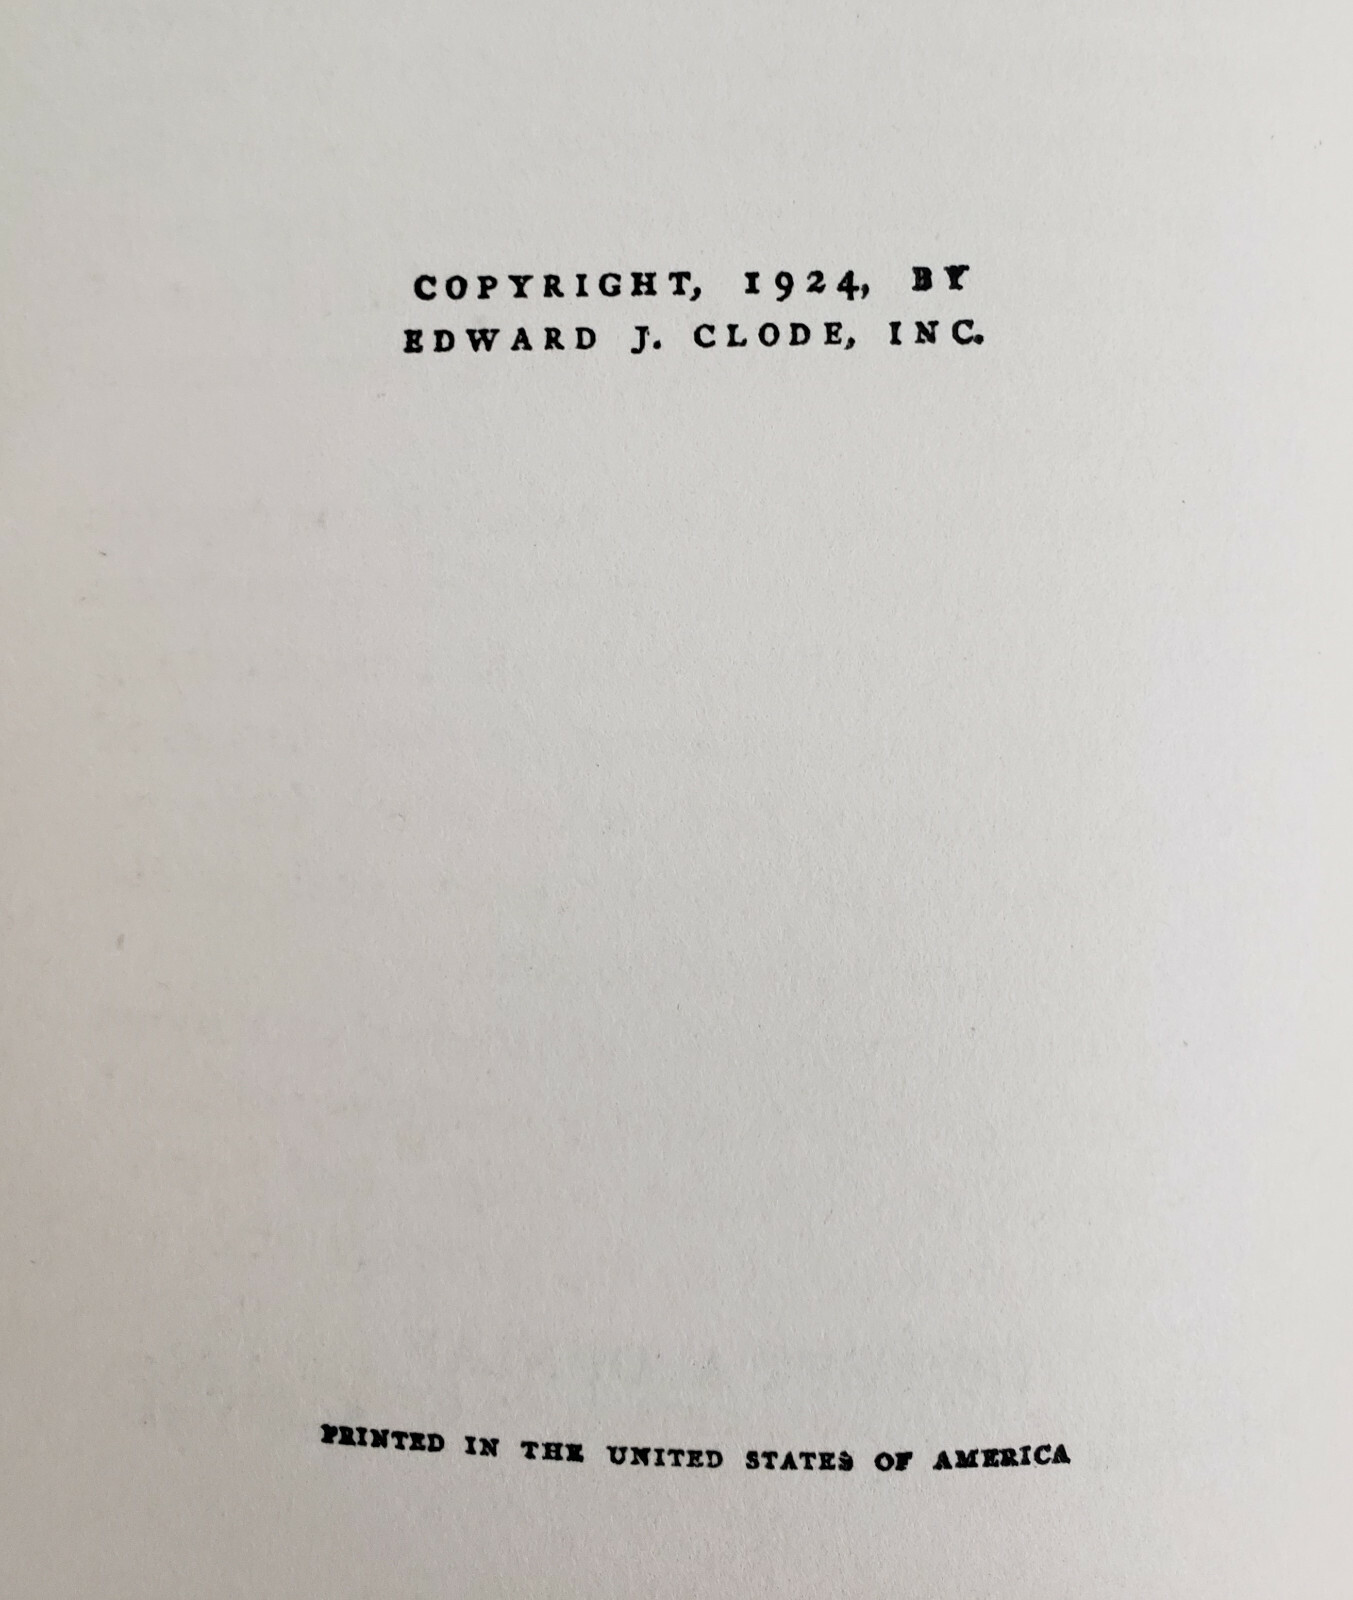 COPYRIGHT, 1924, BY
EDWARD J. CLODE, INC.
PRINTED IN THE UNITED STATES OF AMERICA